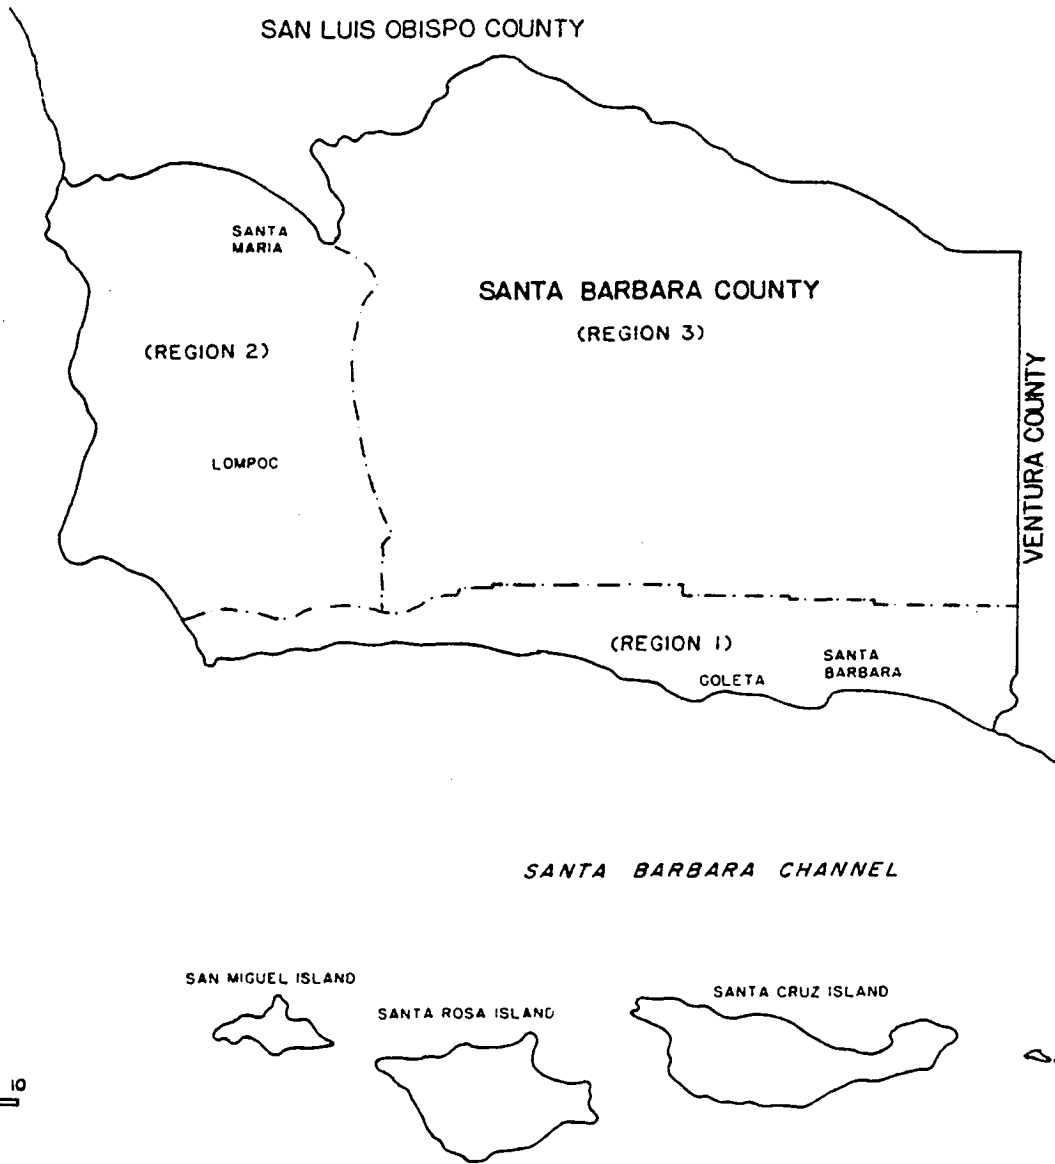 SAN LUIS OBISPO COUNTY
SANTA
MARIA
SANTA BARBARA COUNTY
(REGION 3)
(REGION 2)
VENTURA COUNTY
LOMPOC
(REGION 1)
SANTA
BARBARA
GOLETA
SANTA BARBARA CHANNEL
SAN MIGUEL ISLAND
SANTA CRUZ ISLAND
SANTA ROSA ISLAND
10